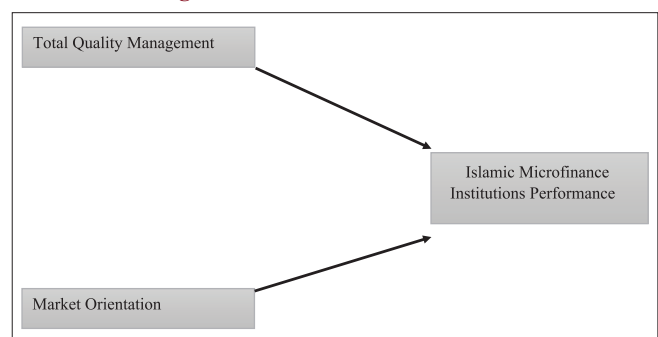 Total Quality Management
Islamic Microfinance
Institutions Performance
Market Orientation